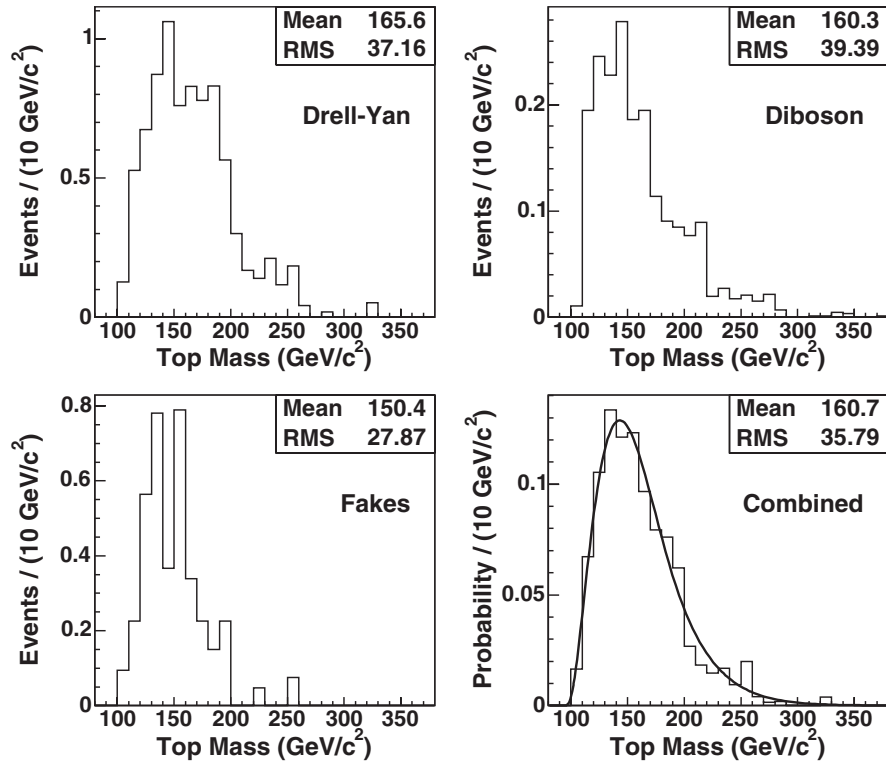 Mean 165.6
RMS 37.16
Drell-Yan
Events / (10 GeV/c²)
1
0.5
0
100 150 200 250 300 350
Top Mass (GeV/c²)
Mean 160.3
RMS 39.39
Diboson
Events / (10 GeV/c²)
0.2
0.1
0
100 150 200 250 300 350
Top Mass (GeV/c²)
Mean 150.4
RMS 27.87
Fakes
Events / (10 GeV/c²)
0.8
0.6
0.4
0.2
0
100 150 200 250 300 350
Top Mass (GeV/c²)
Mean 160.7
RMS 35.79
Combined
Probability / (10 GeV/c²)
0.1
0.05
0
100 150 200 250 300 350
Top Mass (GeV/c²)